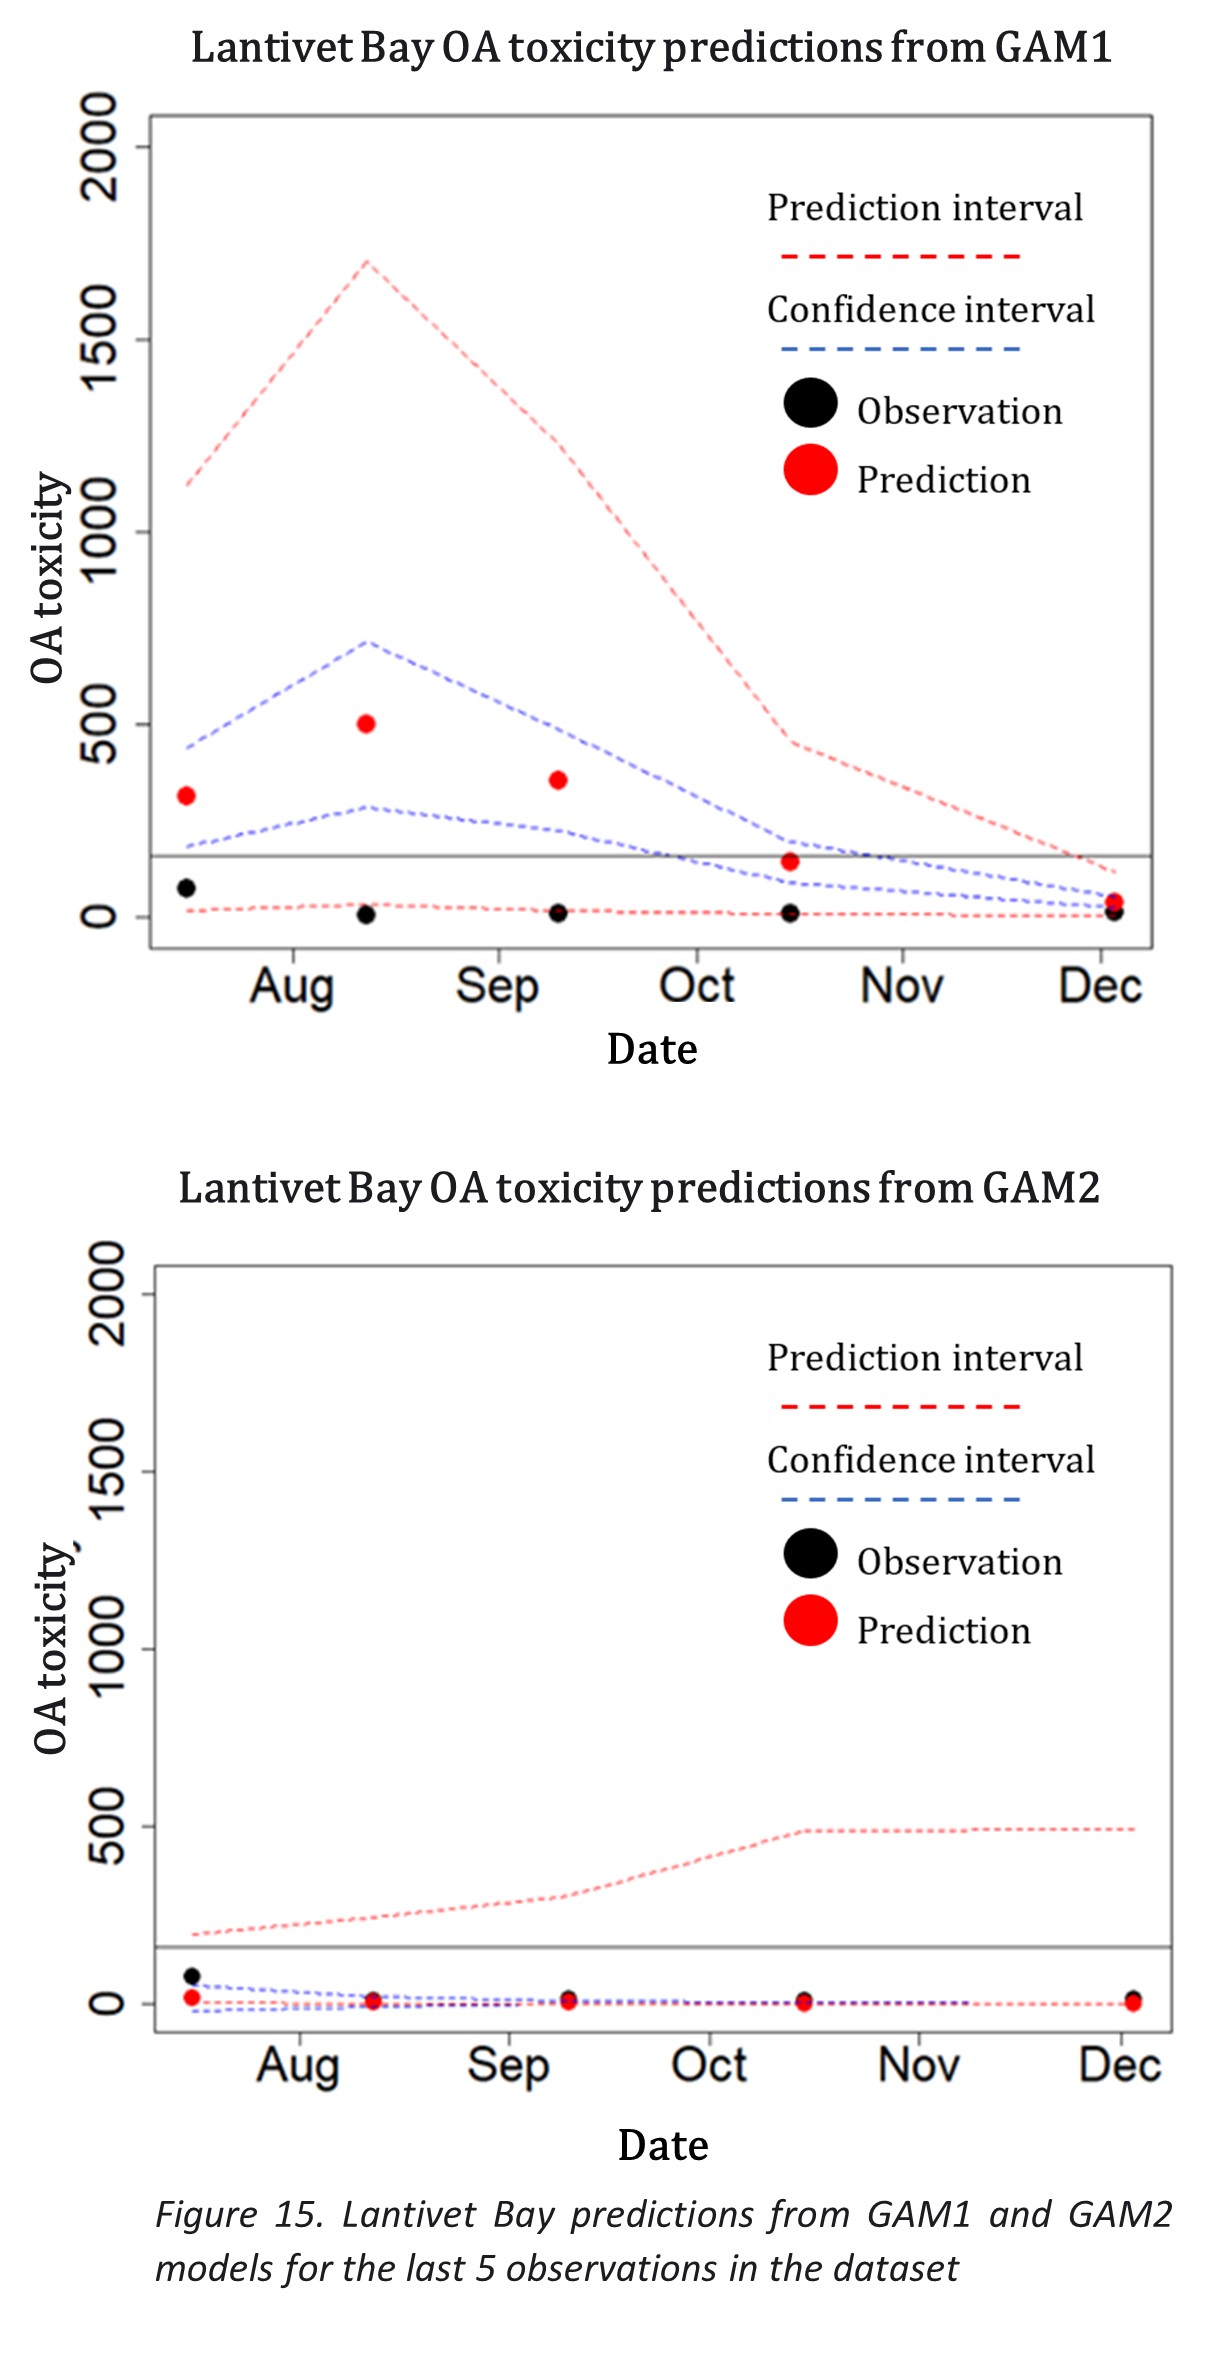 Lantivet Bay OA toxicity predictions from GAM1
2000
1500
1000
500
0
OA toxicity
Prediction interval
Confidence interval
Observation
Prediction
Aug Sep Oct Nov Dec
Date
Lantivet Bay OA toxicity predictions from GAM2
2000
1500
1000
500
0
OA toxicity
Prediction interval
Confidence interval
Observation
Prediction
Aug Sep Oct Nov Dec
Date
Figure 15. Lantivet Bay predictions from GAM1 and GAM2
models for the last 5 observations in the dataset